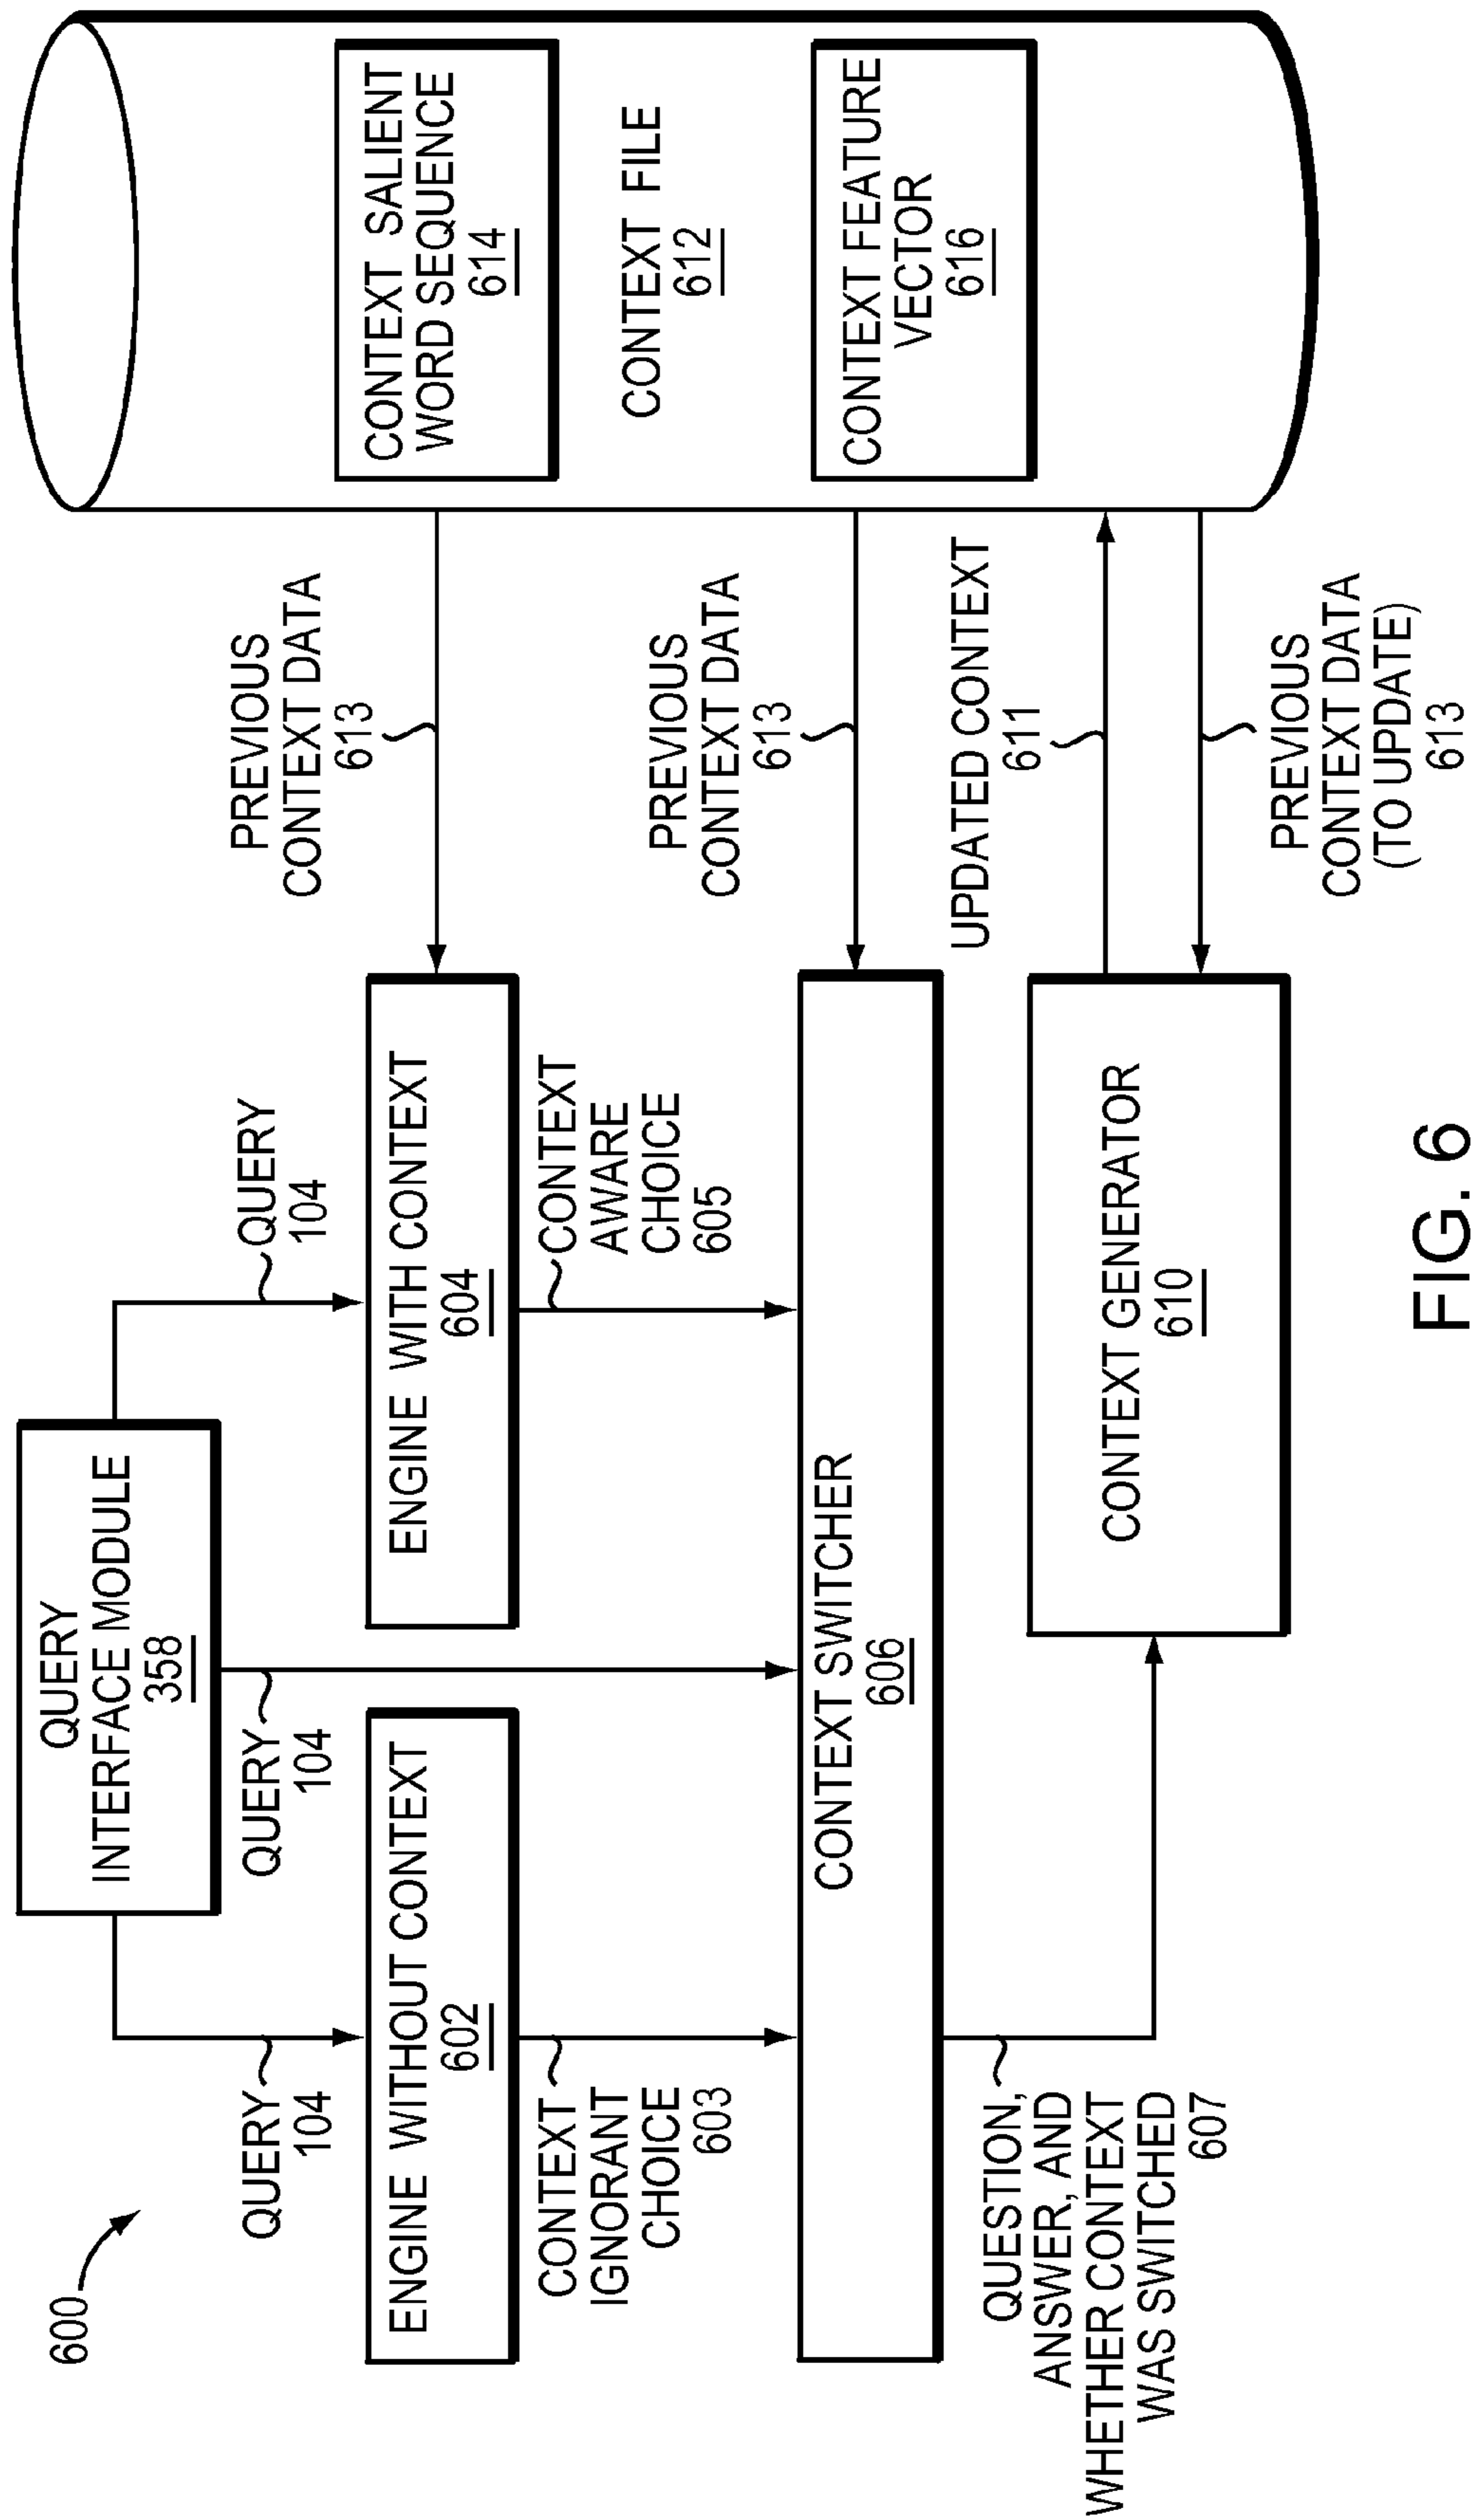 600
QUERY
INTERFACE MODULE
358
QUERY
104
QUERY
104
QUERY
104
ENGINE WITHOUT CONTEXT
602
ENGINE WITH CONTEXT
604
PREVIOUS
CONTEXT DATA
613
CONTEXT SALIENT
WORD SEQUENCE
614
CONTEXT FILE
612
CONTEXT
IGNORANT
CHOICE
603
CONTEXT
AWARE
CHOICE
605
PREVIOUS
CONTEXT DATA
613
CONTEXT FEATURE
VECTOR
616
CONTEXT SWITCHER
606
UPDATED CONTEXT
611
QUESTION,
ANSWER, AND
WHETHER CONTEXT
WAS SWITCHED
607
CONTEXT GENERATOR
610
PREVIOUS
CONTEXT DATA
(TO UPDATE)
613
FIG. 6